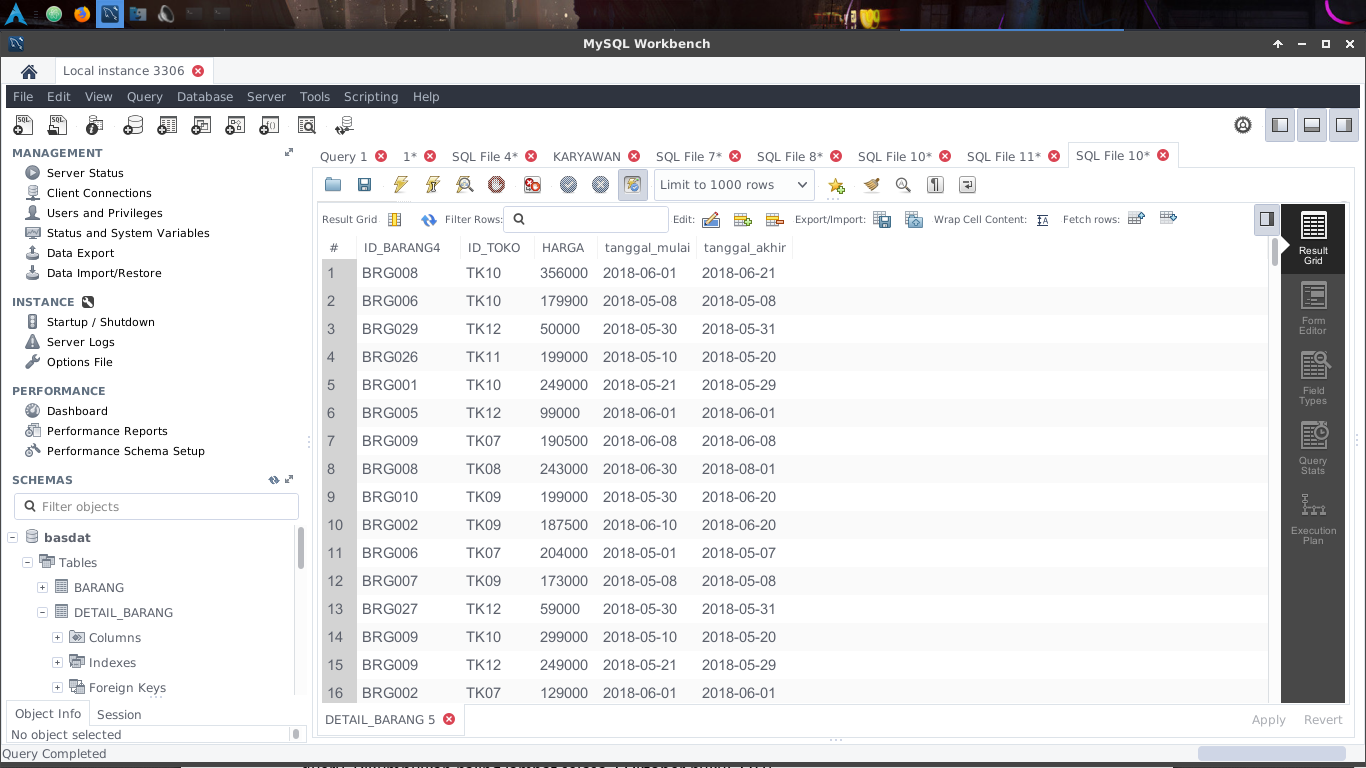 MySQL Workbench
Local instance 3306
File Edit View Query Database Server Tools Scripting Help
MANAGEMENT
Server Status
Client Connections
Users and Privileges
Status and System Variables
Data Export
Data Import/Restore
INSTANCE
Startup / Shutdown
Server Logs
Options File
PERFORMANCE
Dashboard
Performance Reports
Performance Schema Setup
SCHEMAS
Filter objects
basdat
Tables
BARANG
DETAIL_BARANG
Columns
Indexes
Foreign Keys
Object Info Session
No object selected
Query 1 1* SQL File 4* KARYAWAN SQL File 7* SQL File 8* SQL File 10* SQL File 11* SQL File 10*
Limit to 1000 rows
Result Grid Filter Rows: Edit: Export/Import: Wrap Cell Content: Fetch rows:
# ID_BARANG4 ID_TOKO HARGA tanggal_mulai tanggal_akhir
1 BRG008 TK10 356000 2018-06-01 2018-06-21
2 BRG006 TK10 179900 2018-05-08 2018-05-08
3 BRG029 TK12 50000 2018-05-30 2018-05-31
4 BRG026 TK11 199000 2018-05-10 2018-05-20
5 BRG001 TK10 249000 2018-05-21 2018-05-29
6 BRG005 TK12 99000 2018-06-01 2018-06-01
7 BRG009 TK07 190500 2018-06-08 2018-06-08
8 BRG008 TK08 243000 2018-06-30 2018-08-01
9 BRG010 TK09 199000 2018-05-30 2018-06-20
10 BRG002 TK09 187500 2018-06-10 2018-06-20
11 BRG006 TK07 204000 2018-05-01 2018-05-07
12 BRG007 TK09 173000 2018-05-08 2018-05-08
13 BRG027 TK12 59000 2018-05-30 2018-05-31
14 BRG009 TK10 299000 2018-05-10 2018-05-20
15 BRG009 TK12 249000 2018-05-21 2018-05-29
16 BRG002 TK07 129000 2018-06-01 2018-06-01
Result
Grid
Form
Editor
Field
Types
Query
Stats
Execution
Plan
DETAIL_BARANG 5
Apply Revert
Query Completed